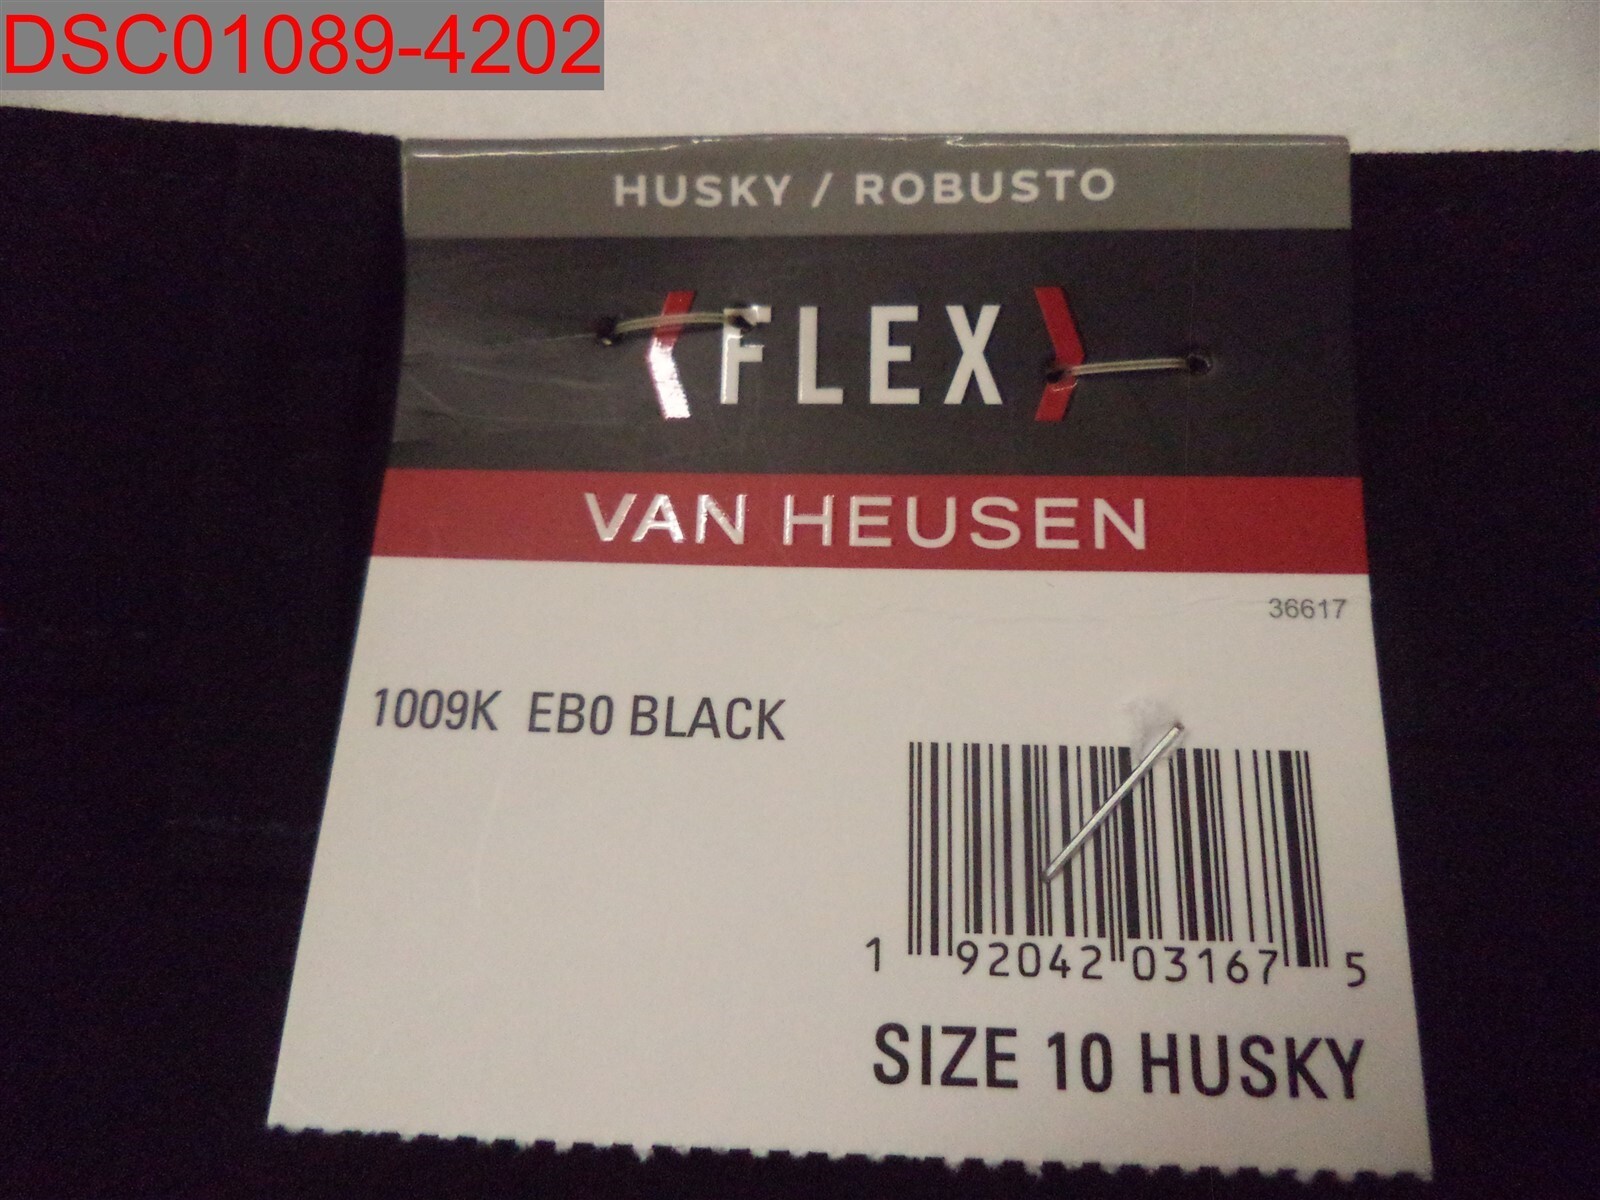 DSC01089-4202
HUSKY / ROBUSTO
FLEX
VAN HEUSEN
36617
1009K EB0 BLACK
1 92042 03167 5
SIZE 10 HUSKY